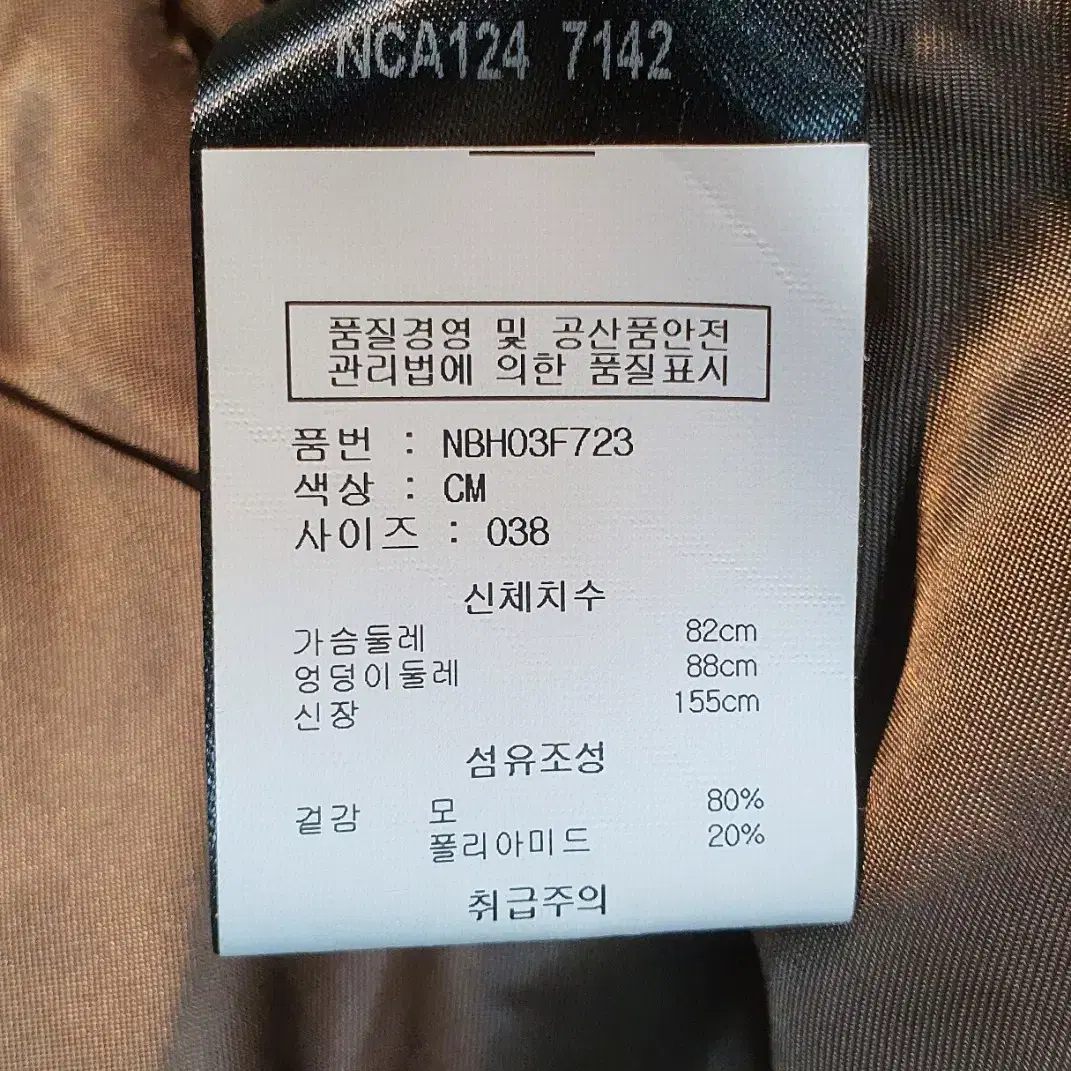 NCA124 7142
품질경영 및 공산품안전
관리법에 의한 품질표시
품번 : NBH03F723
색상 : CM
사이즈 : 038
신체치수
가슴둘레 82cm
엉덩이둘레 88cm
신장 155cm
섬유조성
겉감 모 80%
폴리아미드 20%
취급주의